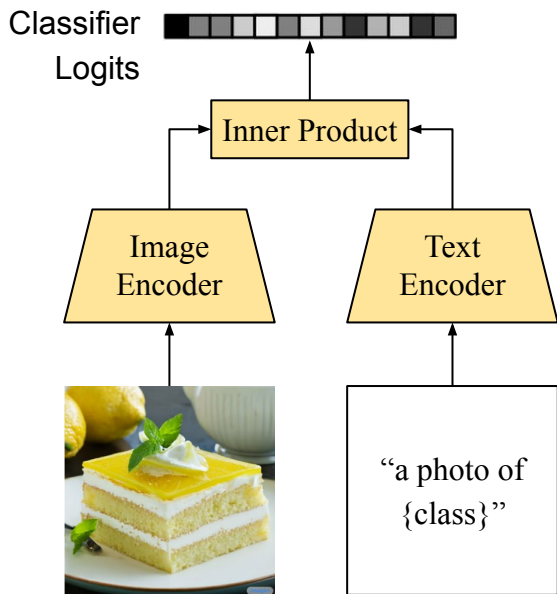 Classifier
Logits
Inner Product
Image
Encoder
Text
Encoder
“a photo of
{class}”